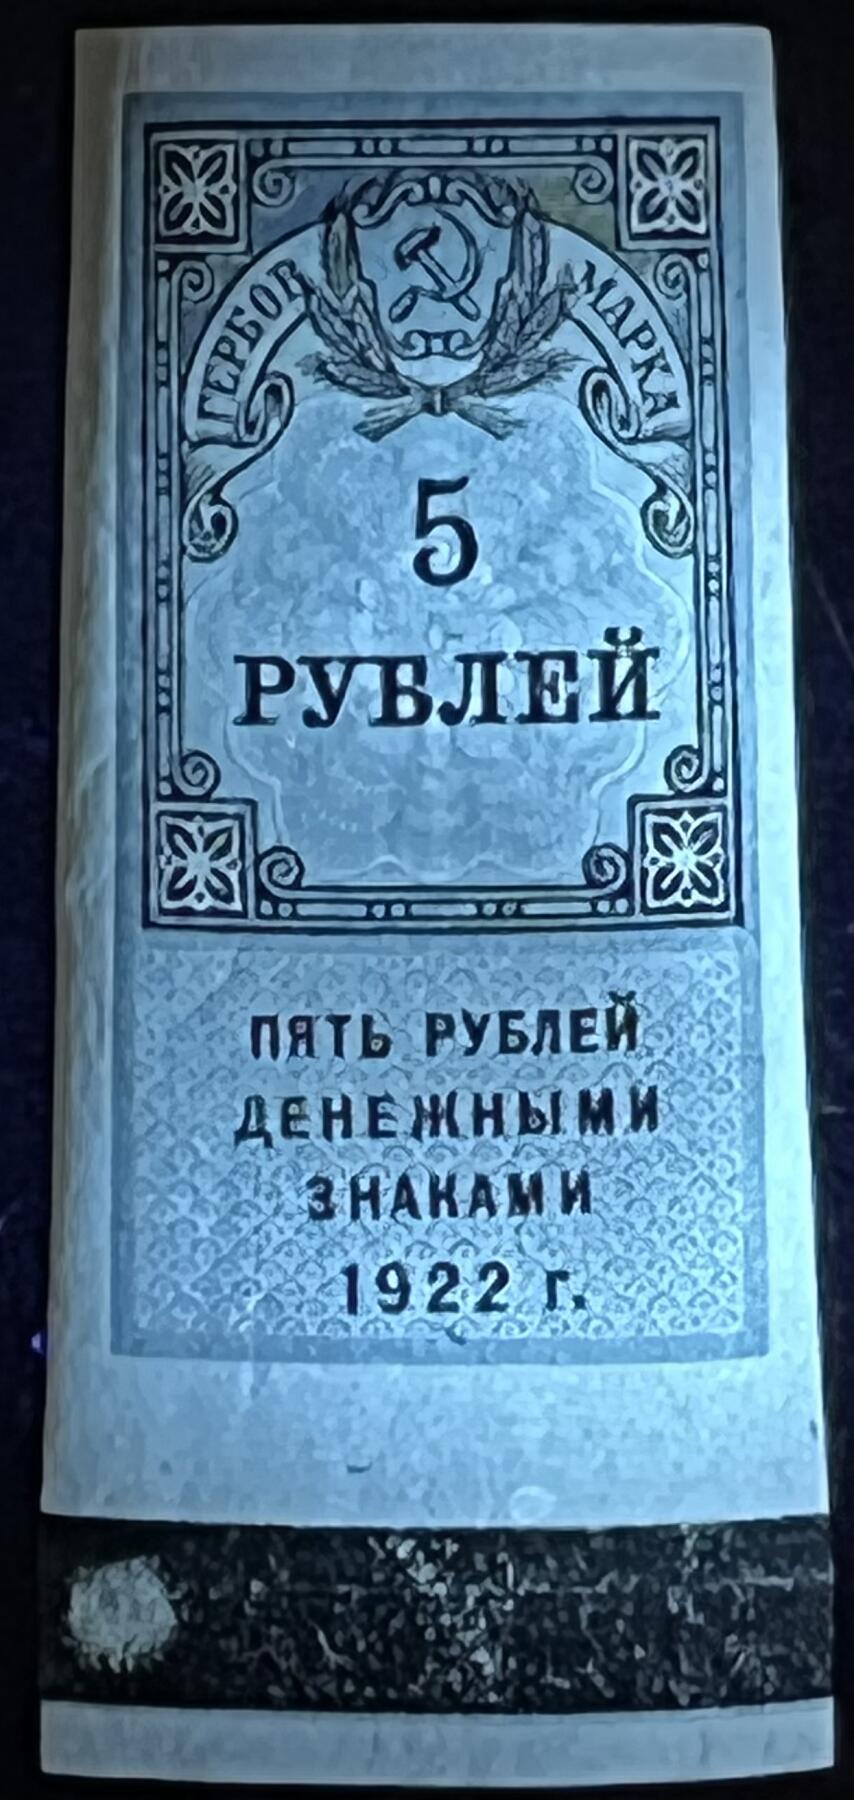 ГЕРБОВ МАРКА
5
РУБЛЕЙ
ПЯТЬ РУБЛЕЙ
ДЕНЕЖНЫМИ
ЗНАКАМИ
1922 г.